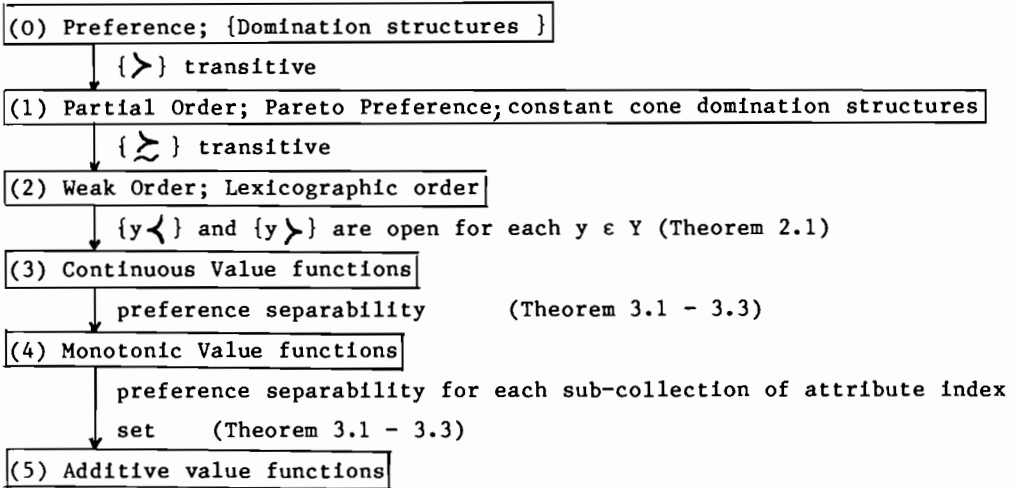 (0) Preference; {Domination structures }
{≻} transitive
(1) Partial Order; Pareto Preference; constant cone domination structures
{≿} transitive
(2) Weak Order; Lexicographic order
{y≺} and {y≻} are open for each y ε Y (Theorem 2.1)
(3) Continuous Value functions
preference separability (Theorem 3.1 - 3.3)
(4) Monotonic Value functions
preference separability for each sub-collection of attribute index
set (Theorem 3.1 - 3.3)
(5) Additive value functions